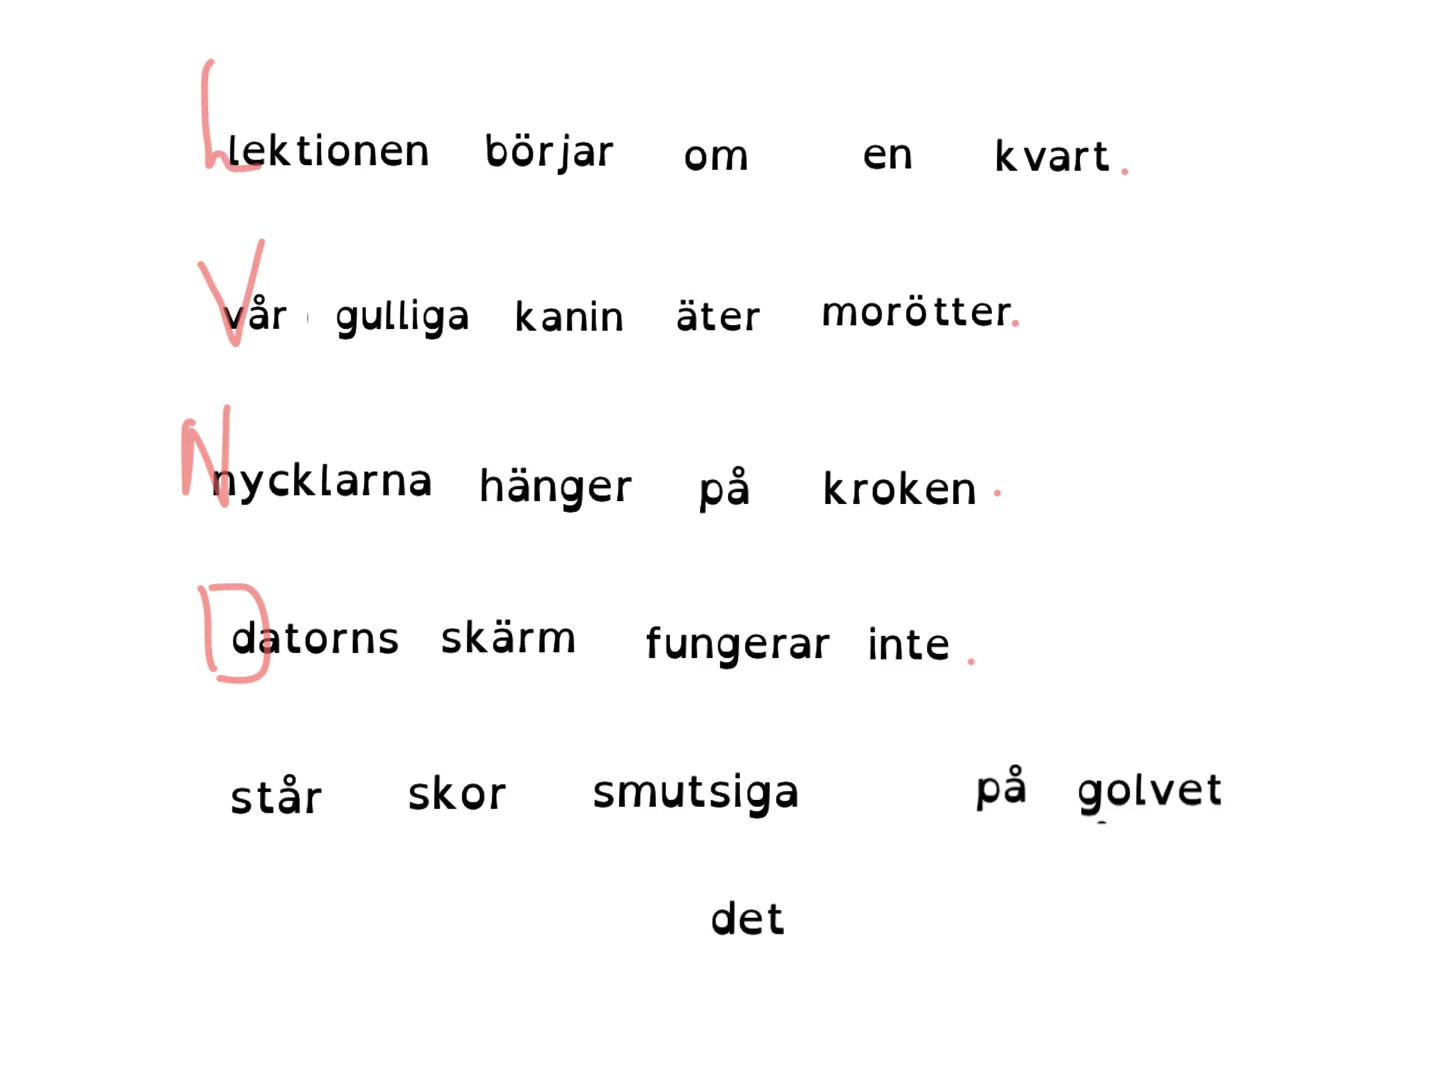 Lektionen börjar om en kvart.
Vår gulliga kanin äter morötter.
Nycklarna hänger på kroken.
Datorns skärm fungerar inte.
står skor smutsiga på golvet
det